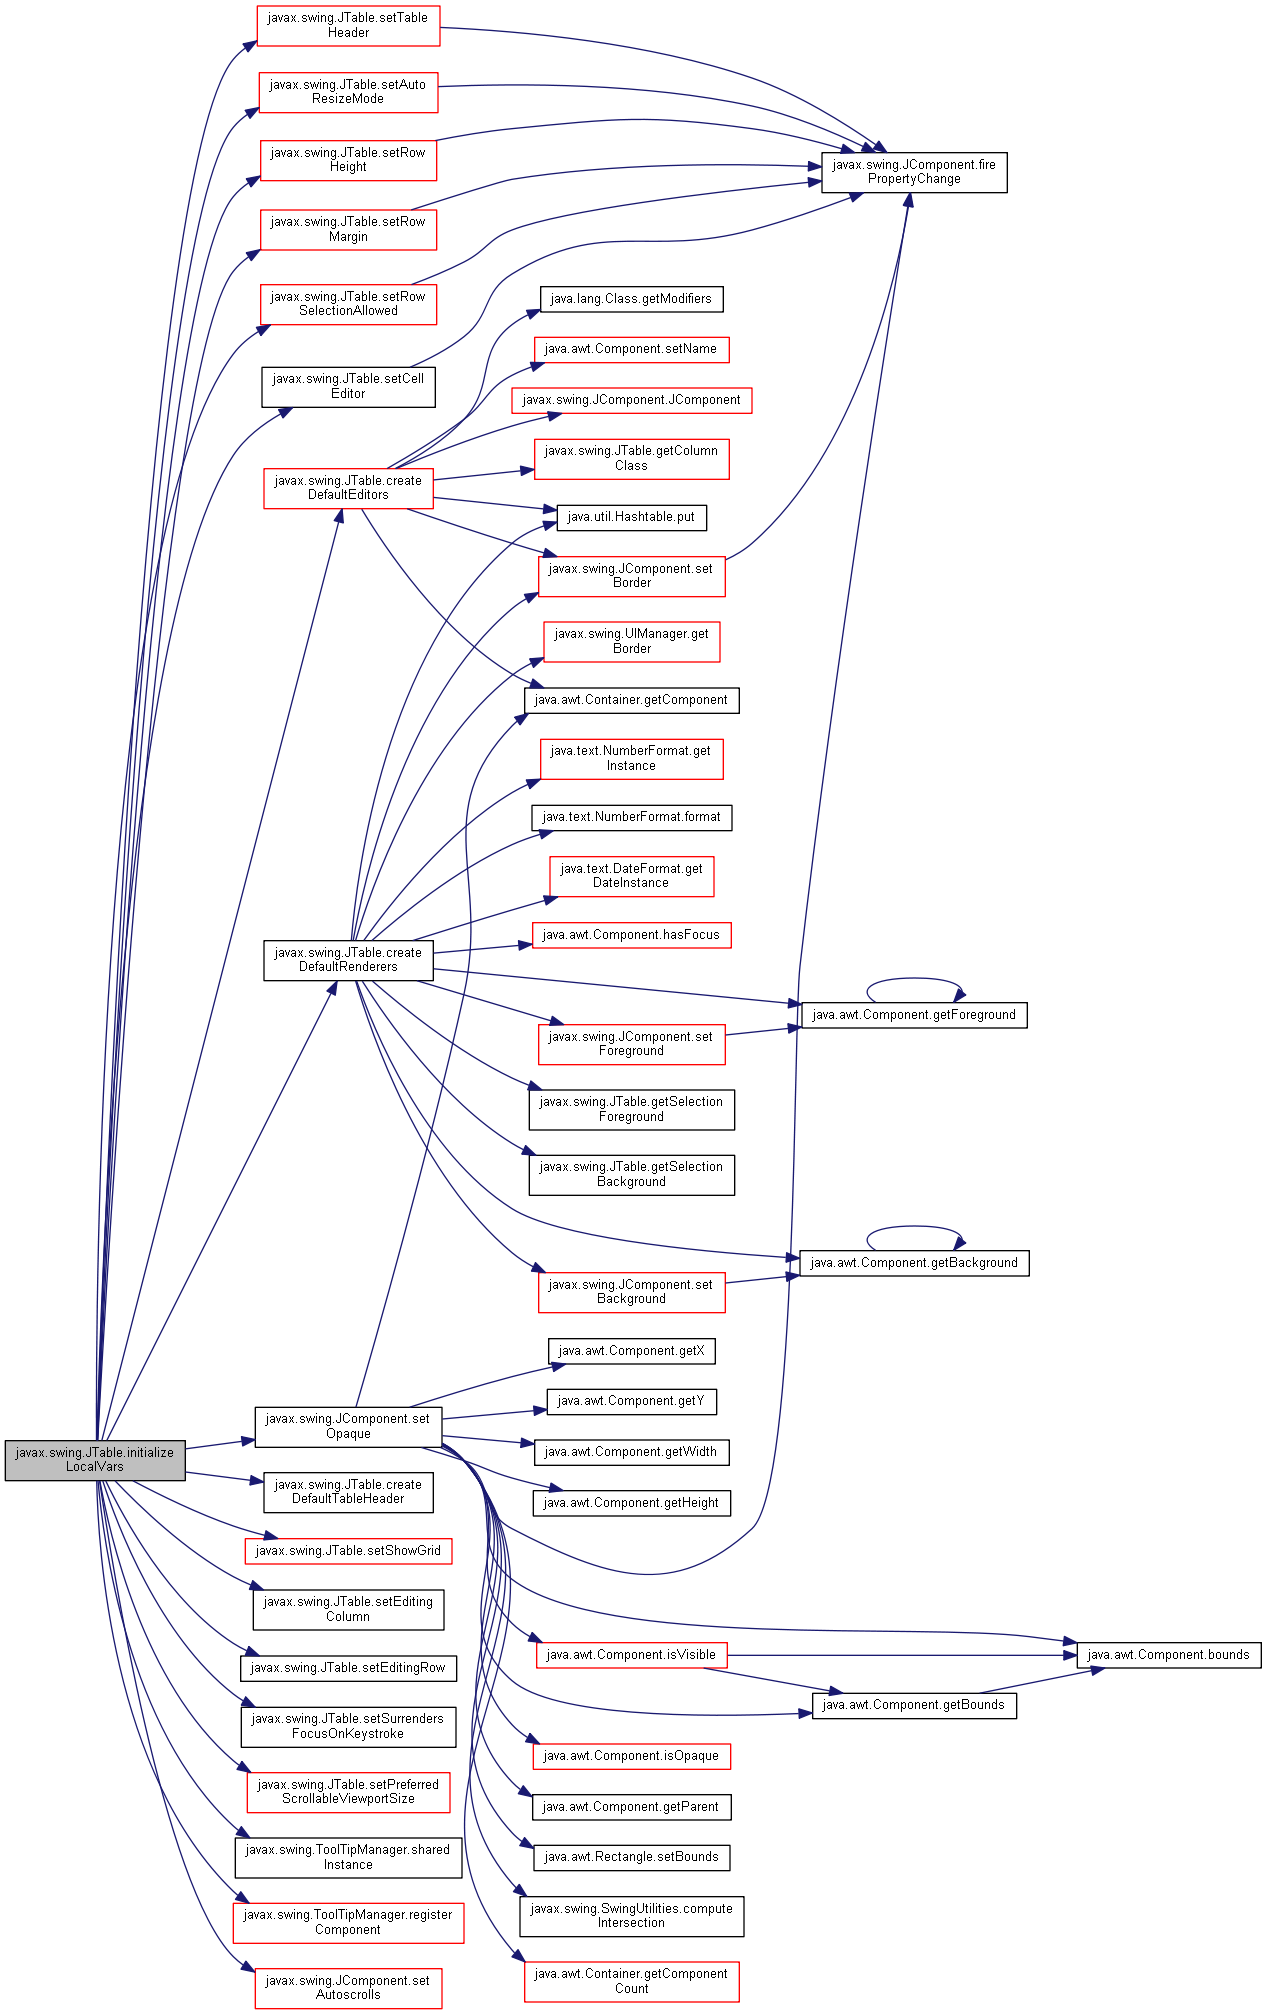 javax.swing.JTable.setTable
Header
javax.swing.JTable.setAuto
ResizeMode
javax.swing.JTable.setRow
Height
javax.swing.JComponent.fire
PropertyChange
javax.swing.JTable.setRow
Margin
javax.swing.JTable.setRow
SelectionAllowed
java.lang.Class.getModifiers
java.awt.Component.setName
javax.swing.JTable.setCell
Editor
javax.swing.JComponent.JComponent
javax.swing.JTable.getColumn
Class
javax.swing.JTable.create
DefaultEditors
java.util.Hashtable.put
javax.swing.JComponent.set
Border
javax.swing.UIManager.get
Border
java.awt.Container.getComponent
java.text.NumberFormat.get
Instance
java.text.NumberFormat.format
java.text.DateFormat.get
DateInstance
java.awt.Component.hasFocus
javax.swing.JTable.create
DefaultRenderers
java.awt.Component.getForeground
javax.swing.JComponent.set
Foreground
javax.swing.JTable.getSelection
Foreground
javax.swing.JTable.getSelection
Background
java.awt.Component.getBackground
javax.swing.JComponent.set
Background
java.awt.Component.getX
java.awt.Component.getY
javax.swing.JComponent.set
Opaque
java.awt.Component.getWidth
javax.swing.JTable.initialize
LocalVars
javax.swing.JTable.create
DefaultTableHeader
java.awt.Component.getHeight
javax.swing.JTable.setShowGrid
javax.swing.JTable.setEditing
Column
java.awt.Component.isVisible
java.awt.Component.bounds
javax.swing.JTable.setEditingRow
java.awt.Component.getBounds
javax.swing.JTable.setSurrenders
FocusOnKeystroke
java.awt.Component.isOpaque
javax.swing.JTable.setPreferred
ScrollableViewportSize
java.awt.Component.getParent
javax.swing.ToolTipManager.shared
Instance
java.awt.Rectangle.setBounds
javax.swing.SwingUtilities.compute
Intersection
javax.swing.ToolTipManager.register
Component
javax.swing.JComponent.set
Autoscrolls
java.awt.Container.getComponent
Count